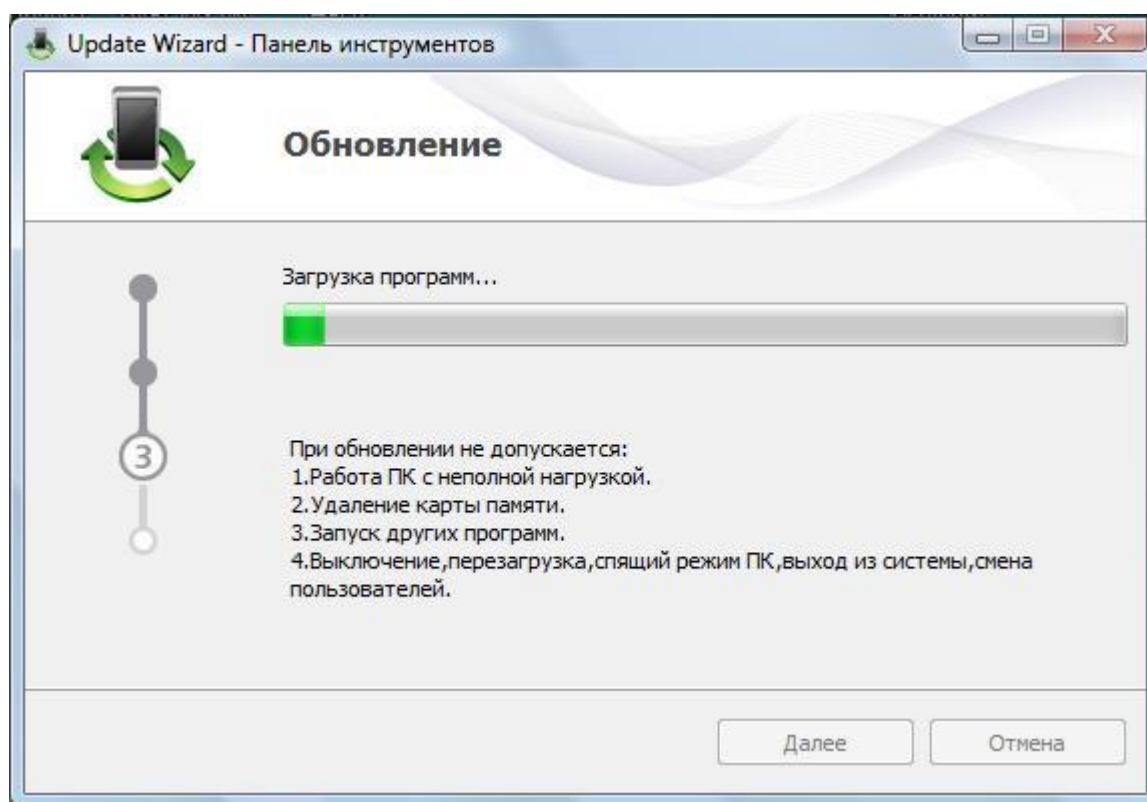 Update Wizard - Панель инструментов
Обновление
Загрузка программ...
3
При обновлении не допускается:
1.Работа ПК с неполной нагрузкой.
2.Удаление карты памяти.
3.Запуск других программ.
4.Выключение,перезагрузка,спящий режим ПК,выход из системы,смена
пользователей.
Далее
Отмена